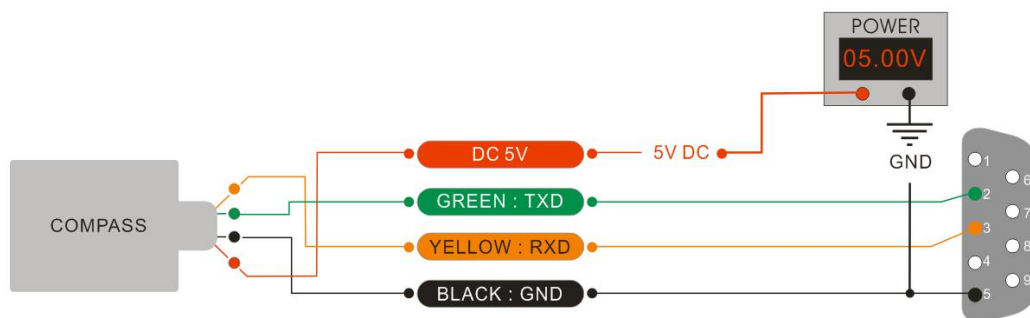 POWER
05.00V
DC 5V
5V DC
GND
GREEN : TXD
COMPASS
YELLOW : RXD
BLACK : GND
1
6
2
7
3
8
4
9
5